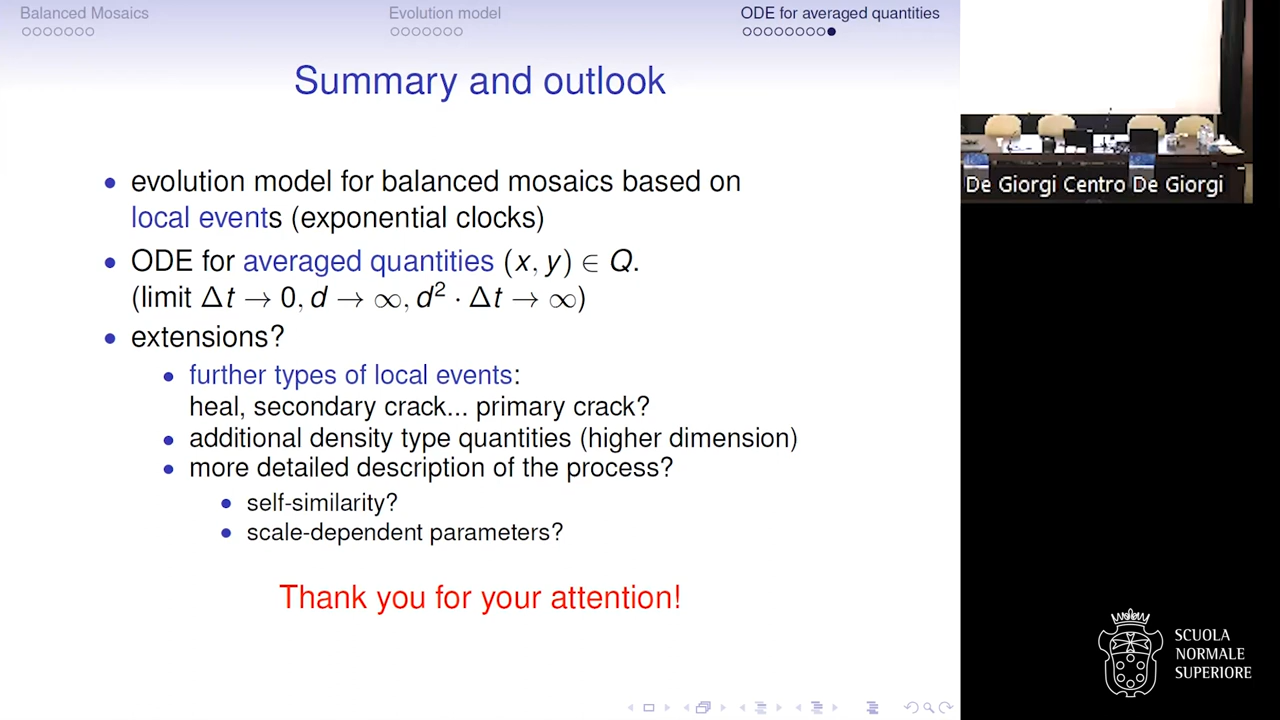 Balanced Mosaics
Evolution model
ODE for averaged quantities
Summary and outlook
• evolution model for balanced mosaics based on
local events (exponential clocks)
• ODE for averaged quantities (x, y) ∈ Q.
(limit Δt → 0, d → ∞, d² · Δt → ∞)
• extensions?
• further types of local events:
heal, secondary crack... primary crack?
• additional density type quantities (higher dimension)
• more detailed description of the process?
• self-similarity?
• scale-dependent parameters?
Thank you for your attention!
De Giorgi Centro De Giorgi
SCUOLA
NORMALE
SUPERIORE